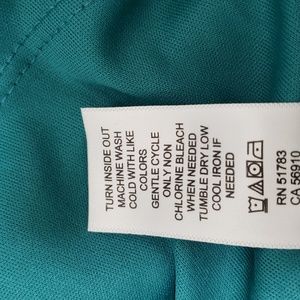 TURN INSIDE OUT
MACHINE WASH
COLD WITH LIKE
COLORS
GENTLE CYCLE
ONLY NON
CHLORINE BLEACH
WHEN NEEDED
TUMBLE DRY LOW
COOL IRON IF
NEEDED
RN 51783
CA 56910